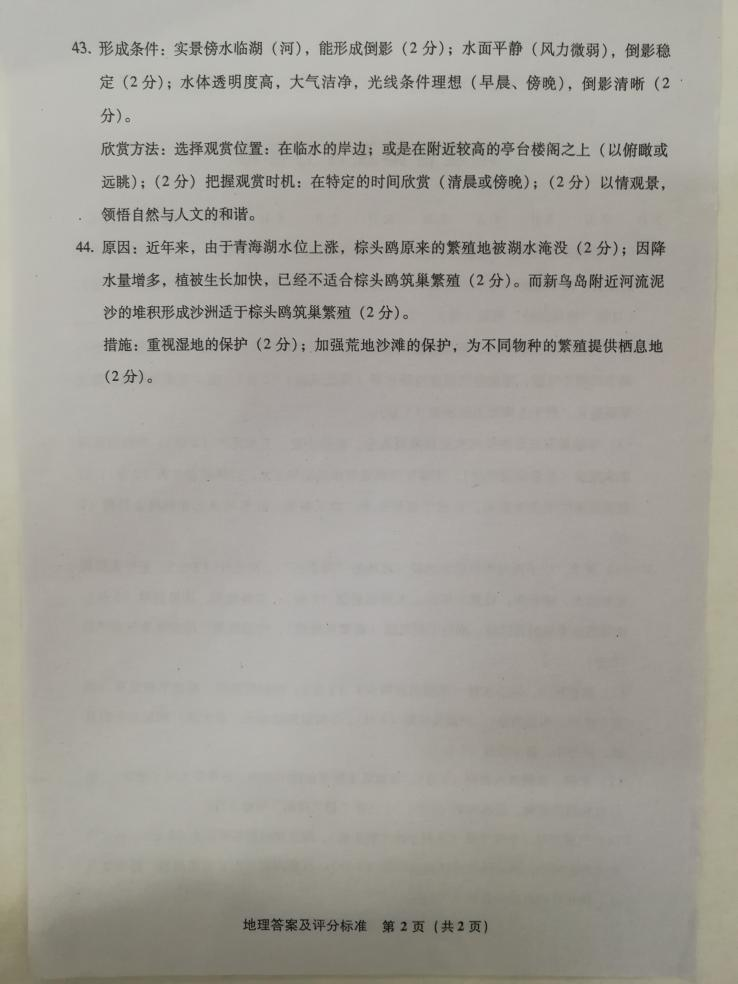 43. 形成条件：实景傍水临湖（河），能形成倒影（2 分）；水面平静（风力微弱），倒影稳
定（2 分）；水体透明度高，大气洁净，光线条件理想（早晨、傍晚），倒影清晰（2
分）。
欣赏方法：选择观赏位置：在临水的岸边；或是在附近较高的亭台楼阁之上（以俯瞰或
远眺）；（2 分）把握观赏时机：在特定的时间欣赏（清晨或傍晚）；（2 分）以情观景，
领悟自然与人文的和谐。
44. 原因：近年来，由于青海湖水位上涨，棕头鸥原来的繁殖地被湖水淹没（2 分）；因降
水量增多，植被生长加快，已经不适合棕头鸥筑巢繁殖（2 分）。而新鸟岛附近河流泥
沙的堆积形成沙洲适于棕头鸥筑巢繁殖（2 分）。
措施：重视湿地的保护（2 分）；加强荒地沙滩的保护，为不同物种的繁殖提供栖息地
（2 分）。
地理答案及评分标准 第 2 页（共 2 页）